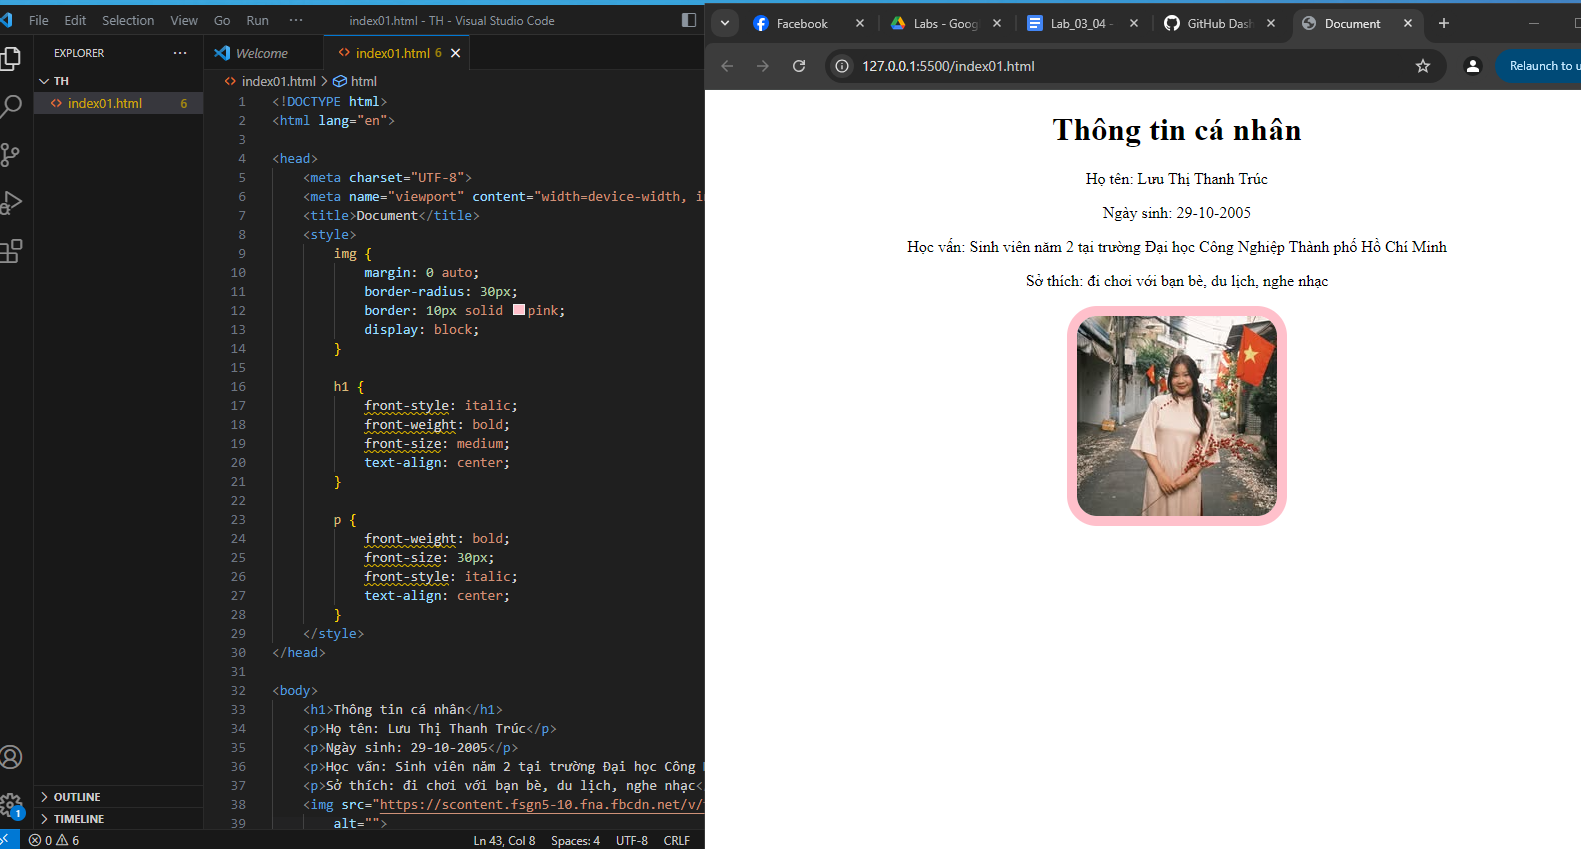 File Edit Selection View Go Run ··· index01.html - TH - Visual Studio Code
EXPLORER ···
TH
index01.html 6
OUTLINE
TIMELINE
Welcome
index01.html 6
index01.html > html
1 <!DOCTYPE html>
2 <html lang="en">
3
4 <head>
5 <meta charset="UTF-8">
6 <meta name="viewport" content="width=device-width,
7 <title>Document</title>
8 <style>
9 img {
10 margin: 0 auto;
11 border-radius: 30px;
12 border: 10px solid pink;
13 display: block;
14 }
15
16 h1 {
17 front-style: italic;
18 front-weight: bold;
19 front-size: medium;
20 text-align: center;
21 }
22
23 p {
24 front-weight: bold;
25 front-size: 30px;
26 front-style: italic;
27 text-align: center;
28 }
29 </style>
30 </head>
31
32 <body>
33 <h1>Thông tin cá nhân</h1>
34 <p>Họ tên: Lưu Thị Thanh Trúc</p>
35 <p>Ngày sinh: 29-10-2005</p>
36 <p>Học vấn: Sinh viên năm 2 tại trường Đại học Công
37 <p>Sở thích: đi chơi với bạn bè, du lịch, nghe nhạc<
38 <img src="https://scontent.fsgn5-10.fna.fbcdn.net/v/
39 alt="">
1
0 6 Ln 43, Col 8 Spaces: 4 UTF-8 CRLF
Facebook Labs - Goog Lab_03_04 - GitHub Dash Document
127.0.0.1:5500/index01.html Relaunch to u
Thông tin cá nhân
Họ tên: Lưu Thị Thanh Trúc
Ngày sinh: 29-10-2005
Học vấn: Sinh viên năm 2 tại trường Đại học Công Nghiệp Thành phố Hồ Chí Minh
Sở thích: đi chơi với bạn bè, du lịch, nghe nhạc